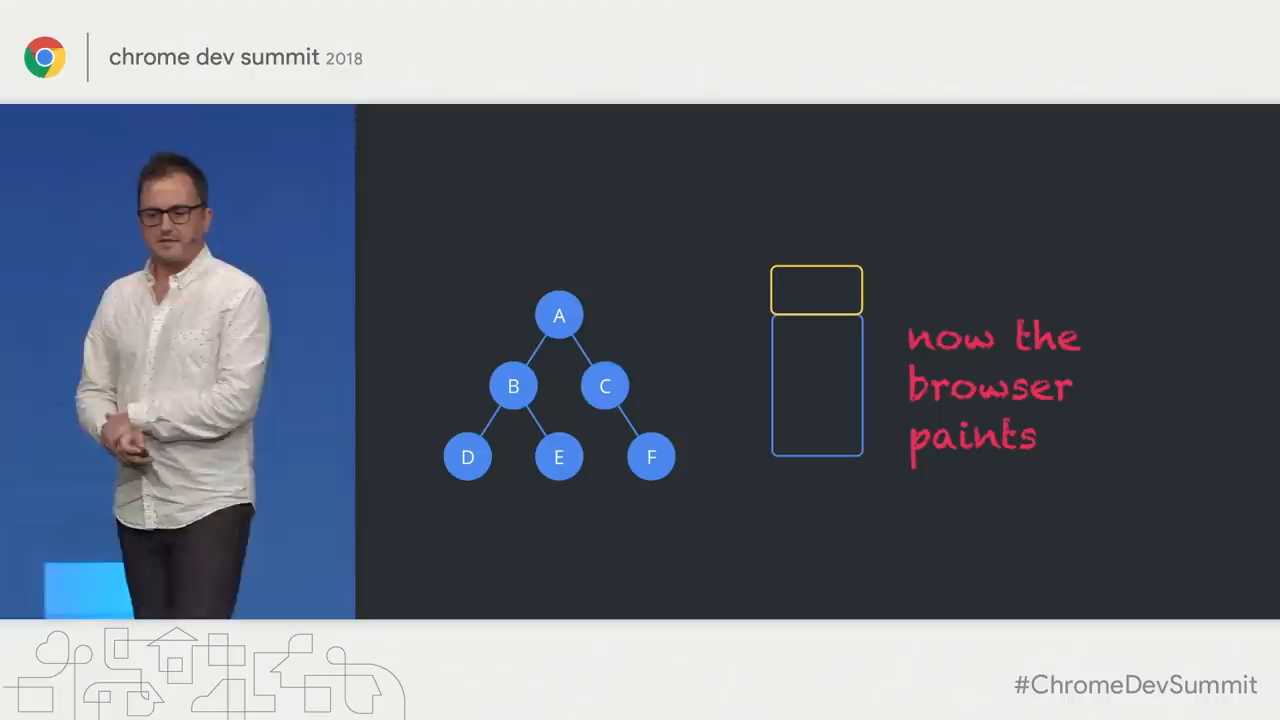 chrome dev summit 2018
A
B C
D E F
now the
browser
paints
#ChromeDevSummit